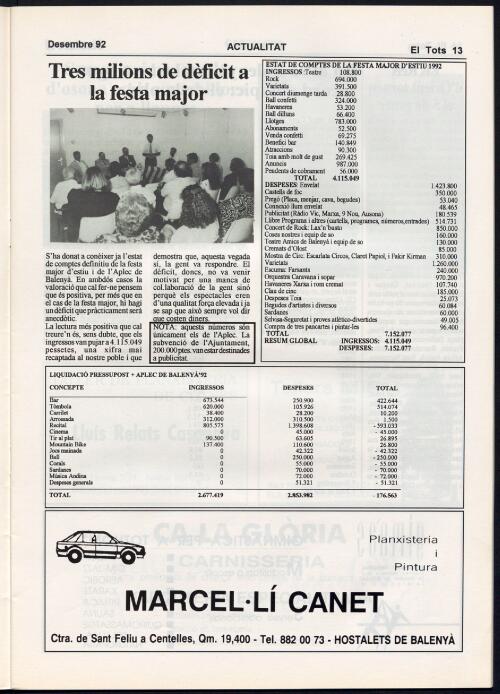 Desembre 92
ACTUALITAT
El Tots 13
Tres milions de dèficit a
la festa major
S'ha donat a conèixer ja l'estat
de comptes definitiu de la festa
major d'estiu i de l'Aplec de
Balenyà. En ambdós casos la
valoració que cal fer-ne pensem
que és positiva, per més que en
el cas de la festa major, hi hagi
un dèficit que pràcticament serà
anecdòtic.
La lectura més positiva que cal
treure'n és, sens dubte, que els
ingressos van pujar a 4.115.049
pessetes, una xifra mai
recaptada al nostre poble i que
demostra que, aquesta vegada
si, la gent va respondre. El
dèficit, doncs, no va venir
motivat per una manca de
col.laboració de la gent sinó
perquè els espectacles eren
d'una qualitat força elevada i ja
se sap que això sempre vol dir
que costen diners.
NOTA: aquests números són
únicament els de l'Aplec. La
subvenció de l'Ajuntament,
200.000 ptes. van estar destinades
a publicitat.
ESTAT DE COMPTES DE LA FESTA MAJOR D'ESTIU 1992
INGRESSOS :Teatre 108.800
Rock 694.000
Varietats 391.500
Concert diumenge tarda 28.800
Ball confetti 324.000
Havaneres 53.200
Ball dilluns 66.400
Llotges 783.000
Abonaments 52.500
Venda confetti 69.275
Benefici bar 140.849
Atraccions 90.300
Toia amb molt de gust 269.425
Anuncis 987.000
Pendents de cobrament 56.000
TOTAL 4.115.049
DESPESES: Envelat 1.423.800
Castells de foc 350.000
Pregó (Placa, menjar, cava, begudes) 53.040
Connexió llum envelat 48.465
Publicitat (Ràdio Vic, Marxa, 9 Nou, Ausona) 180.539
Llibre Programa i altres (cartells, programes, números,entrades) 514.731
Concert de Rock: Lax'n'busto 850.000
Coses nostres i equip de so 160.000
Teatre Amics de Balenyà i equip de so 130.000
Cremats d'Olost 85.000
Mostra de Circ: Escarlata Circus, Claret Papiol, i Fakir Kirman 310.000
Varietats 1.260.000
Escuma: Farsants 240.000
Orquestra Caravana i sopar 970.200
Havaneres Xarxa i rom cremat 107.740
Clau de cinc 185.000
Despeses Toia 25.073
Begudes d'artistes i diversos 60.084
Sardanes 60.000
Selvisa-Seguretat i proves atlético-divertides 49.005
Compra de tres pancartes i pintar-les 96.400
TOTAL 7.152.077
RESUM GLOBAL INGRESSOS: 4.115.049
DESPESES: 7.152.077
LIQUIDACIÓ PRESSUPOST + APLEC DE BALENYÀ'92
CONCEPTE INGRESSOS DESPESES TOTAL
Bar 673.544 250.900 422.644
Tómbola 620.000 105.926 514.074
Carrilet 38.400 28.200 10.200
Arrossada 312.000 310.500 1.500
Recital 805.575 1.398.608 - 593.033
Cinema 0 45.000 - 45.000
Tir al plat 90.500 63.605 26.895
Mountain Bike 137.400 110.600 26.800
Jocs mainada 0 42.322 - 42.322
Ball 0 250.000 - 250.000
Corals 0 55.000 - 55.000
Sardanes 0 70.000 - 70.000
Música Andina 0 72.000 - 72.000
Despeses generals 0 51.321 - 51.321
TOTAL 2.677.419 2.853.982 - 176.563
Planxisteria
i
Pintura
MARCEL·LÍ CANET
Ctra. de Sant Feliu a Centelles, Qm. 19,400 - Tel. 882 00 73 - HOSTALETS DE BALENYÀ